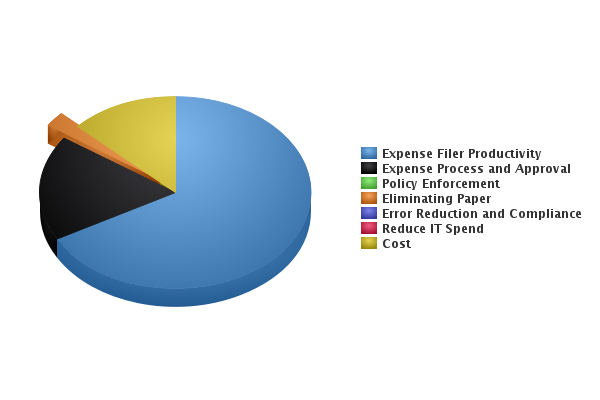 Expense Filer Productivity
Expense Process and Approval
Policy Enforcement
Eliminating Paper
Error Reduction and Compliance
Reduce IT Spend
Cost